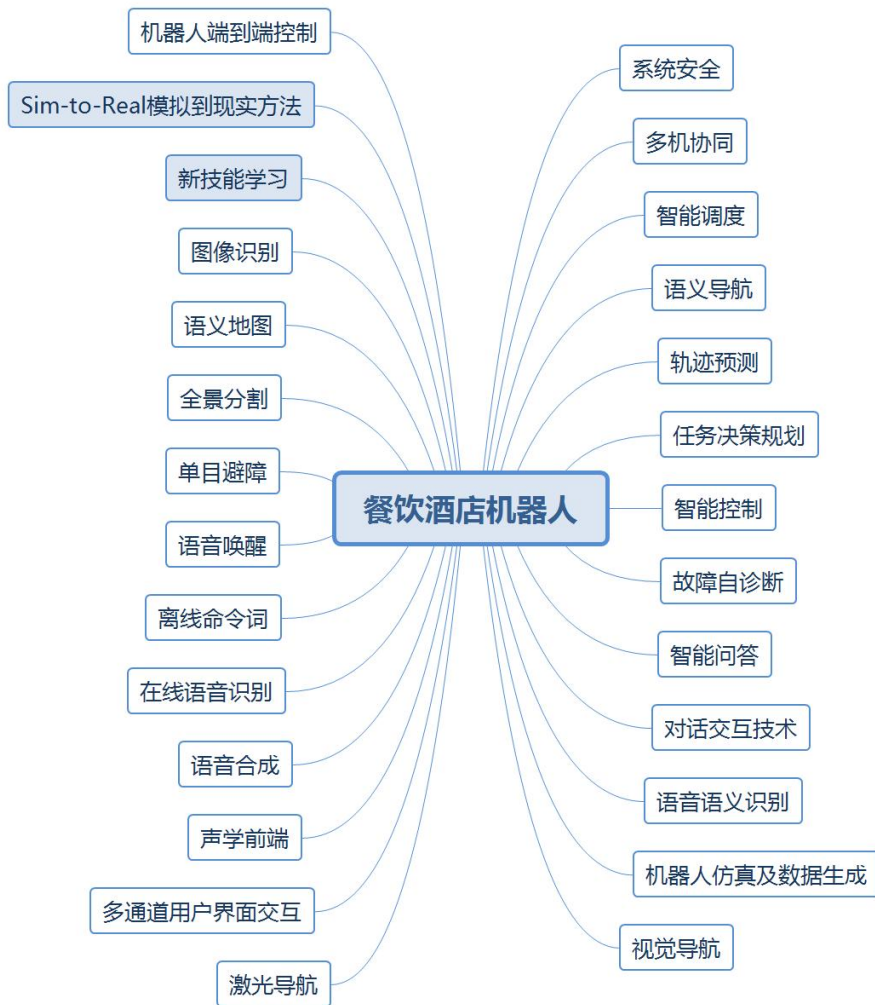 机器人端到端控制
Sim-to-Real模拟到现实方法
新技能学习
图像识别
语义地图
全景分割
单目避障
语音唤醒
离线命令词
在线语音识别
语音合成
声学前端
多通道用户界面交互
激光导航
餐饮酒店机器人
系统安全
多机协同
智能调度
语义导航
轨迹预测
任务决策规划
智能控制
故障自诊断
智能问答
对话交互技术
语音语义识别
机器人仿真及数据生成
视觉导航